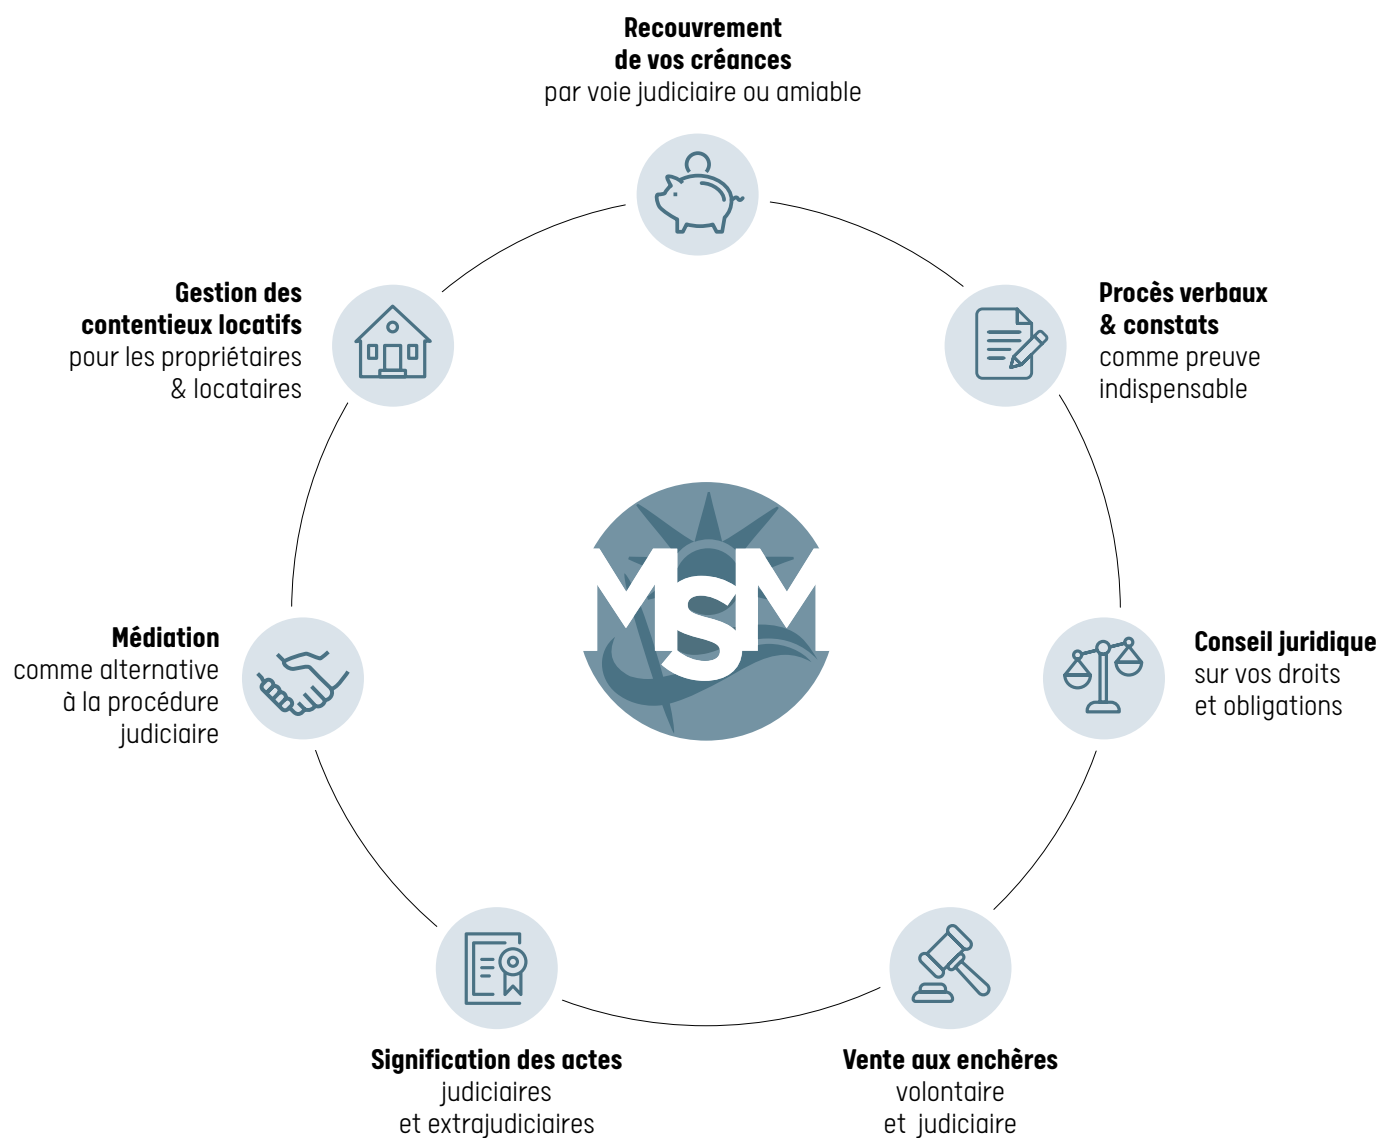 Recouvrement
de vos créances
par voie judiciaire ou amiable
Gestion des
contentieux locatifs
pour les propriétaires
& locataires
Procès verbaux
& constats
comme preuve
indispensable
MSM
Médiation
comme alternative
à la procédure
judiciaire
Conseil juridique
sur vos droits
et obligations
Signification des actes
judiciaires
et extrajudiciaires
Vente aux enchères
volontaire
et judiciaire